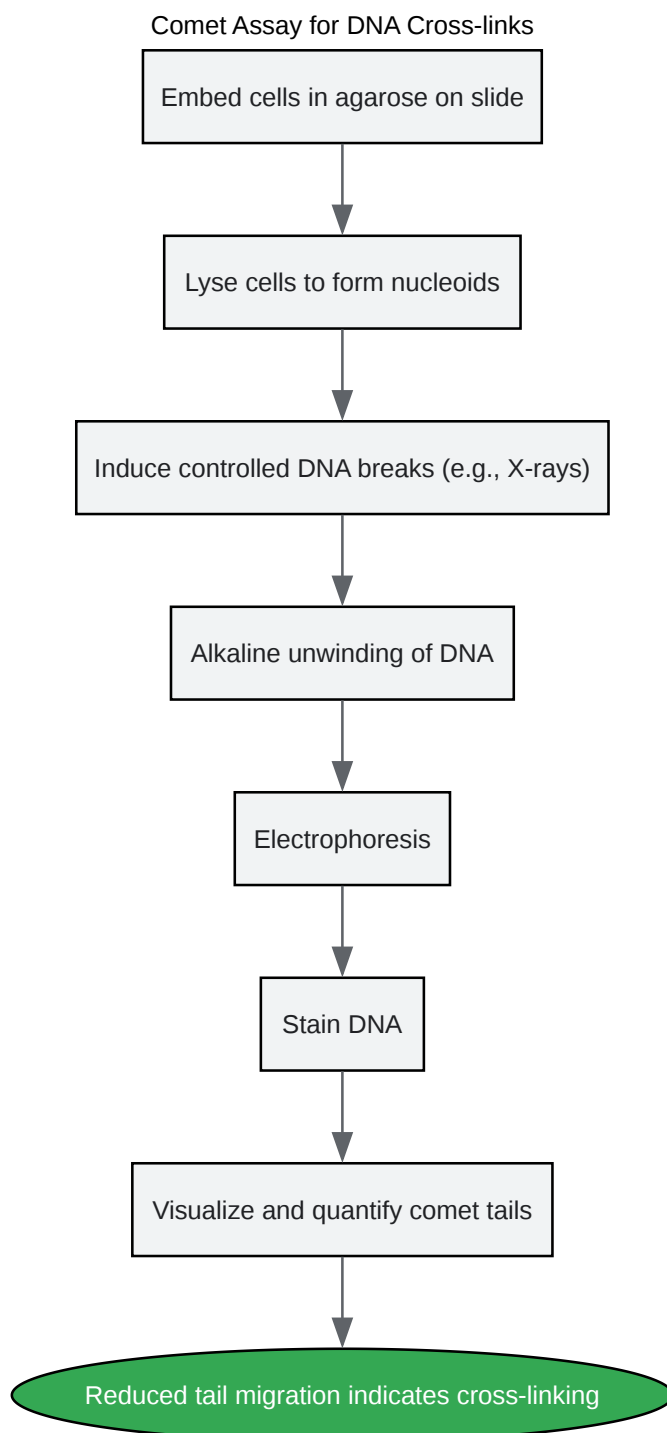 Comet Assay for DNA Cross-links
Embed cells in agarose on slide
Lyse cells to form nucleoids
Induce controlled DNA breaks (e.g., X-rays)
Alkaline unwinding of DNA
Electrophoresis
Stain DNA
Visualize and quantify comet tails
Reduced tail migration indicates cross-linking